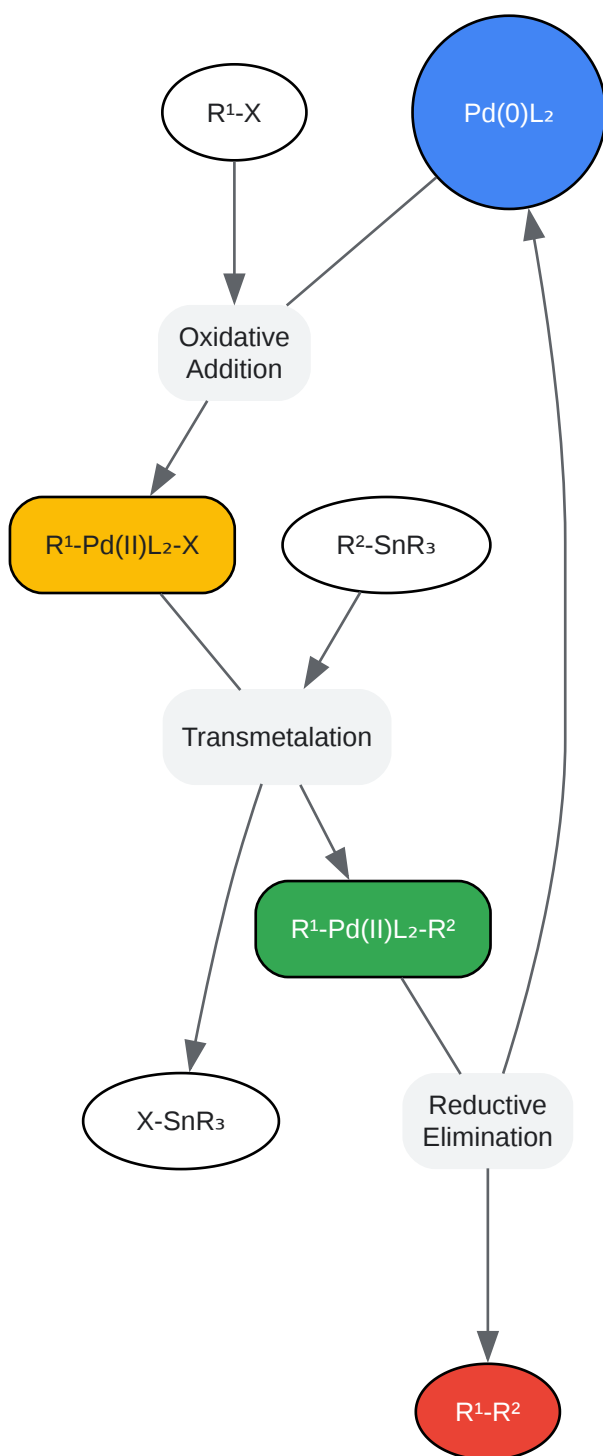 R¹-X
Pd(0)L₂
Oxidative
Addition
R¹-Pd(II)L₂-X
R²-SnR₃
Transmetalation
R¹-Pd(II)L₂-R²
X-SnR₃
Reductive
Elimination
R¹-R²